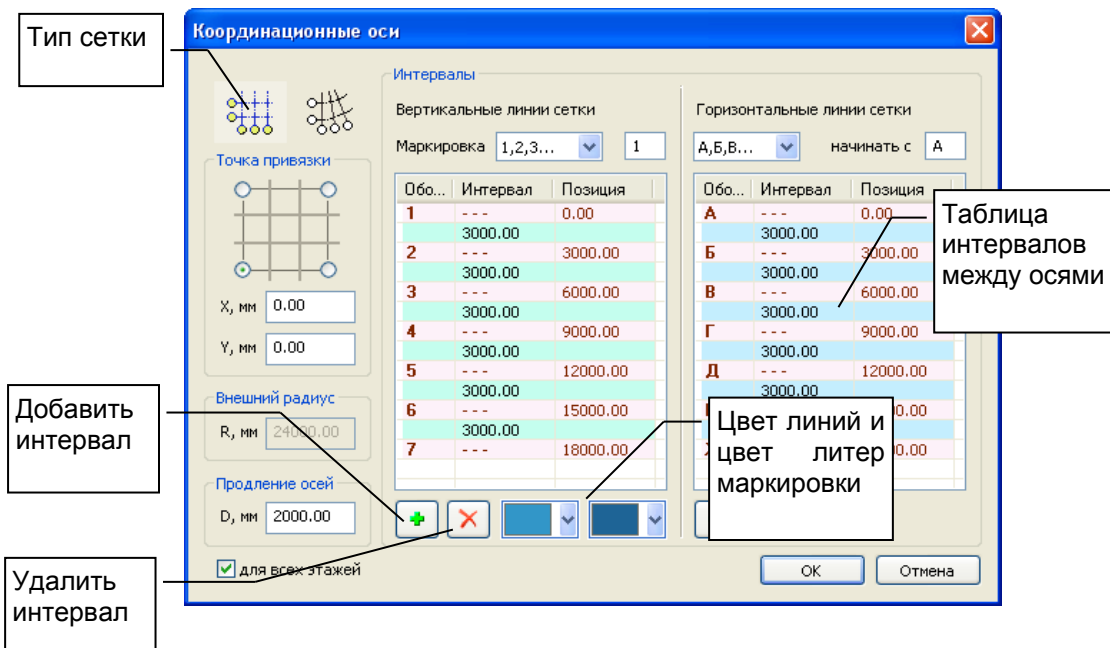 Тип сетки
Координационные оси
Интервалы
Вертикальные линии сетки
Горизонтальные линии сетки
Маркировка 1,2,3... 1
А,Б,В... начинать с А
Точка привязки
X, мм 0.00
Y, мм 0.00
Внешний радиус
R, мм 24000.00
Продление осей
D, мм 2000.00
для всех этажей
Обо... Интервал Позиция
1 - - - 0.00
3000.00
2 - - - 3000.00
3000.00
3 - - - 6000.00
3000.00
4 - - - 9000.00
3000.00
5 - - - 12000.00
3000.00
6 - - - 15000.00
3000.00
7 - - - 18000.00
Обо... Интервал Позиция
А - - - 0.00
3000.00
Б - - - 3000.00
3000.00
В - - - 6000.00
3000.00
Г - - - 9000.00
3000.00
Д - - - 12000.00
3000.00
Таблица
интервалов
между осями
Добавить
интервал
Цвет линий и
цвет литер
маркировки
Удалить
интервал
OK
Отмена